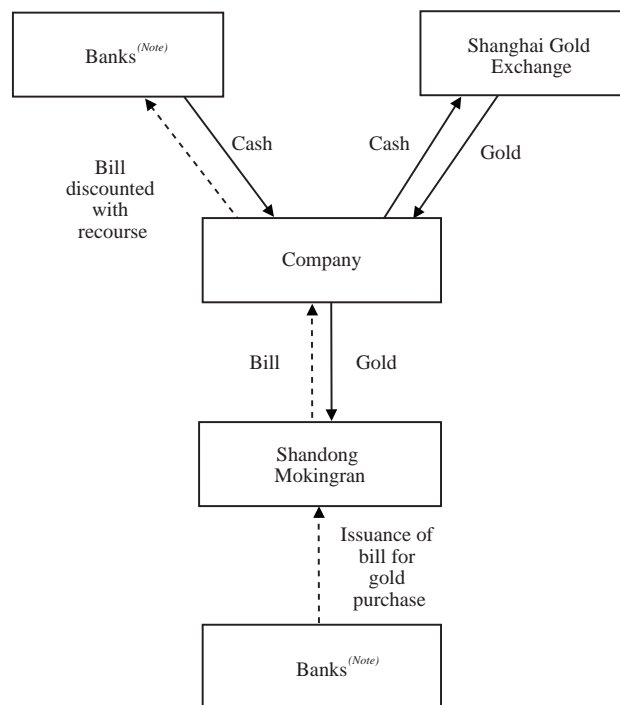 Banks(Note)
Shanghai Gold
Exchange
Cash
Cash
Gold
Bill
discounted
with
recourse
Company
Bill
Gold
Shandong
Mokingran
Issuance of
bill for
gold
purchase
Banks(Note)